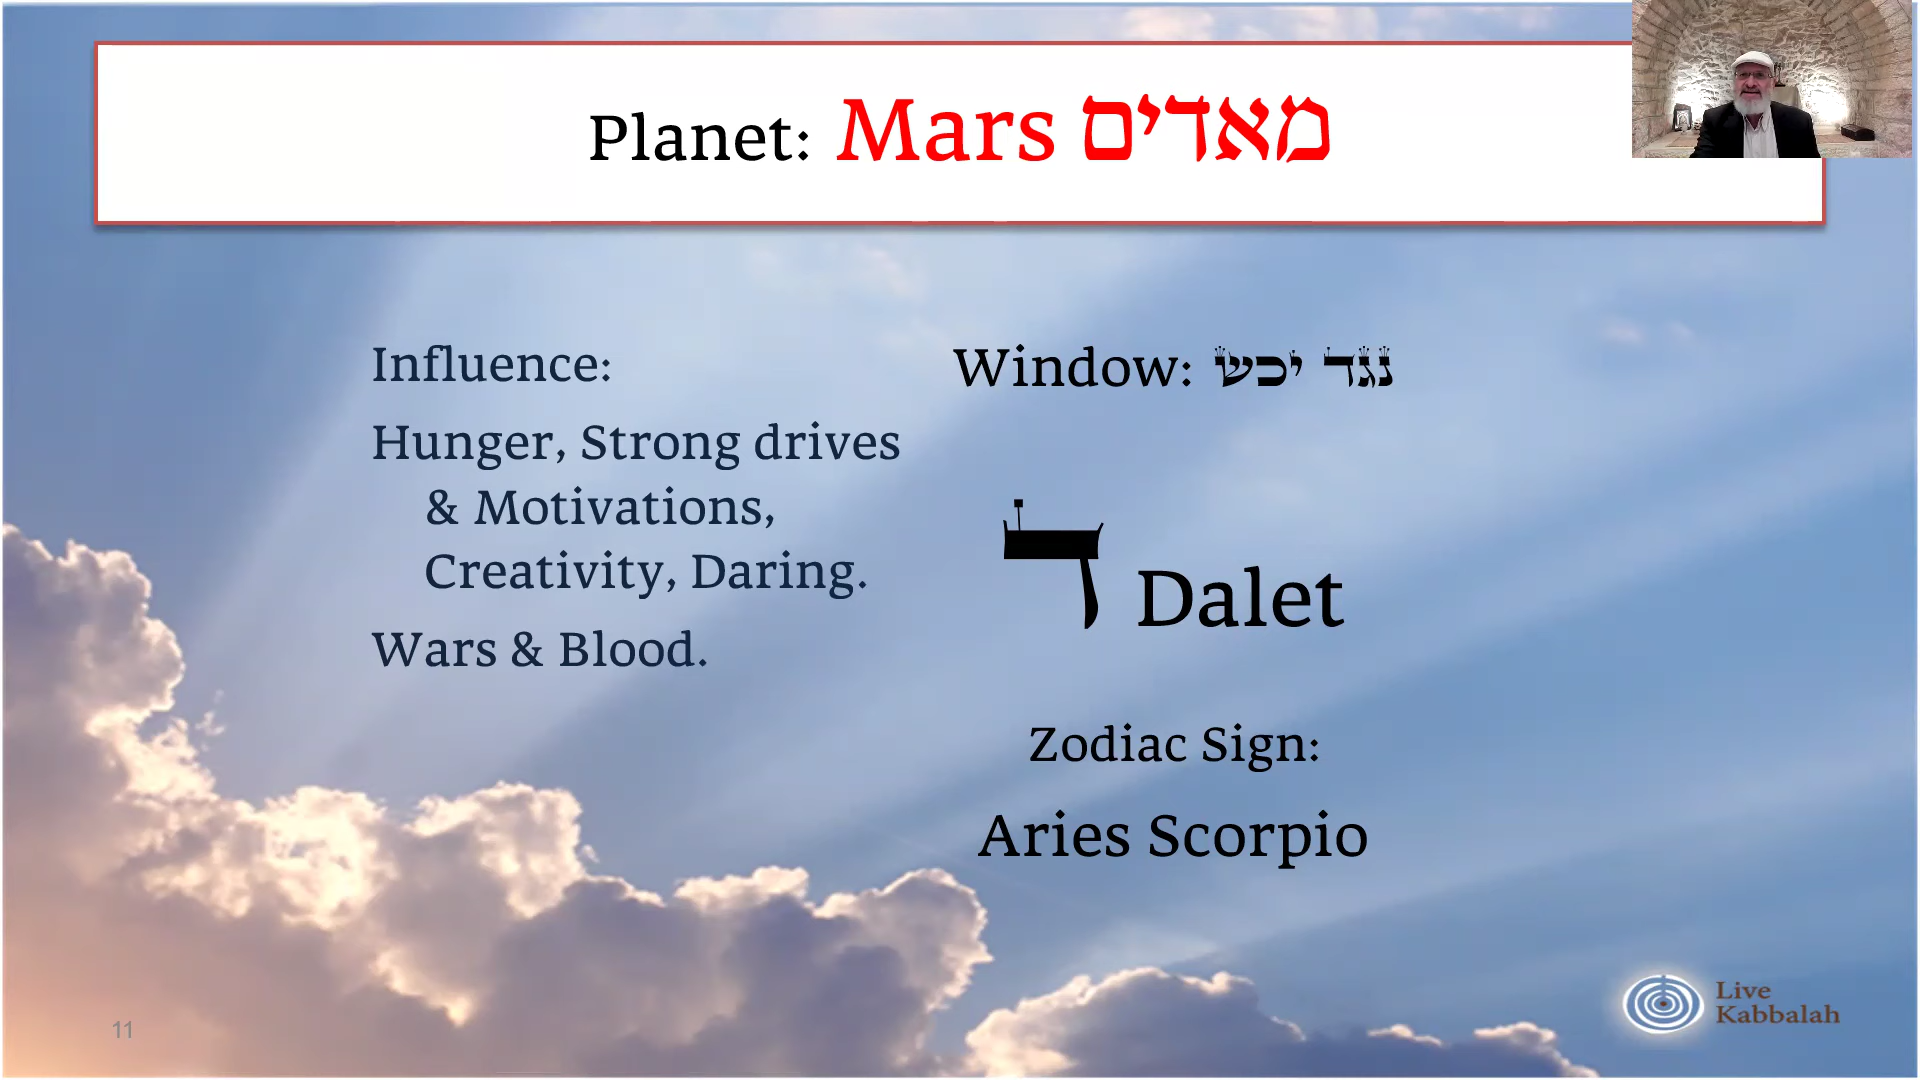 Planet: Mars מאדים
Influence:
Hunger, Strong drives
& Motivations,
Creativity, Daring.
Wars & Blood.
Window: נגד יכש
ד Dalet
Zodiac Sign:
Aries Scorpio
11
Live
Kabbalah